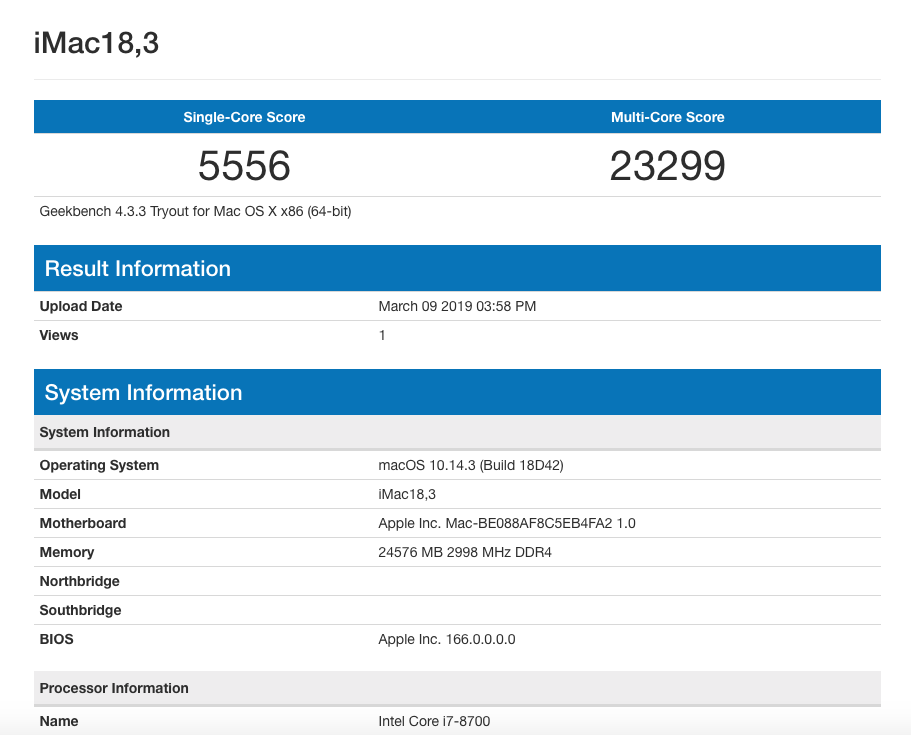 iMac18,3
Single-Core Score Multi-Core Score
5556 23299
Geekbench 4.3.3 Tryout for Mac OS X x86 (64-bit)
Result Information
Upload Date March 09 2019 03:58 PM
Views 1
System Information
System Information
Operating System macOS 10.14.3 (Build 18D42)
Model iMac18,3
Motherboard Apple Inc. Mac-BE088AF8C5EB4FA2 1.0
Memory 24576 MB 2998 MHz DDR4
Northbridge
Southbridge
BIOS Apple Inc. 166.0.0.0.0
Processor Information
Name Intel Core i7-8700